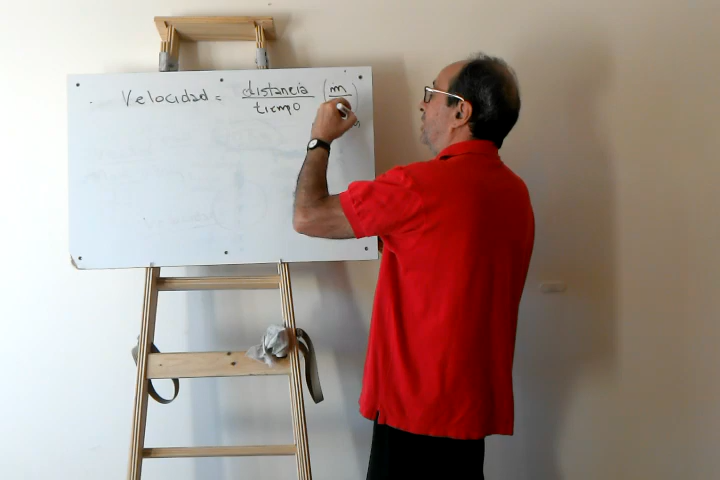 Velocidad = distancia (m
tiempo )